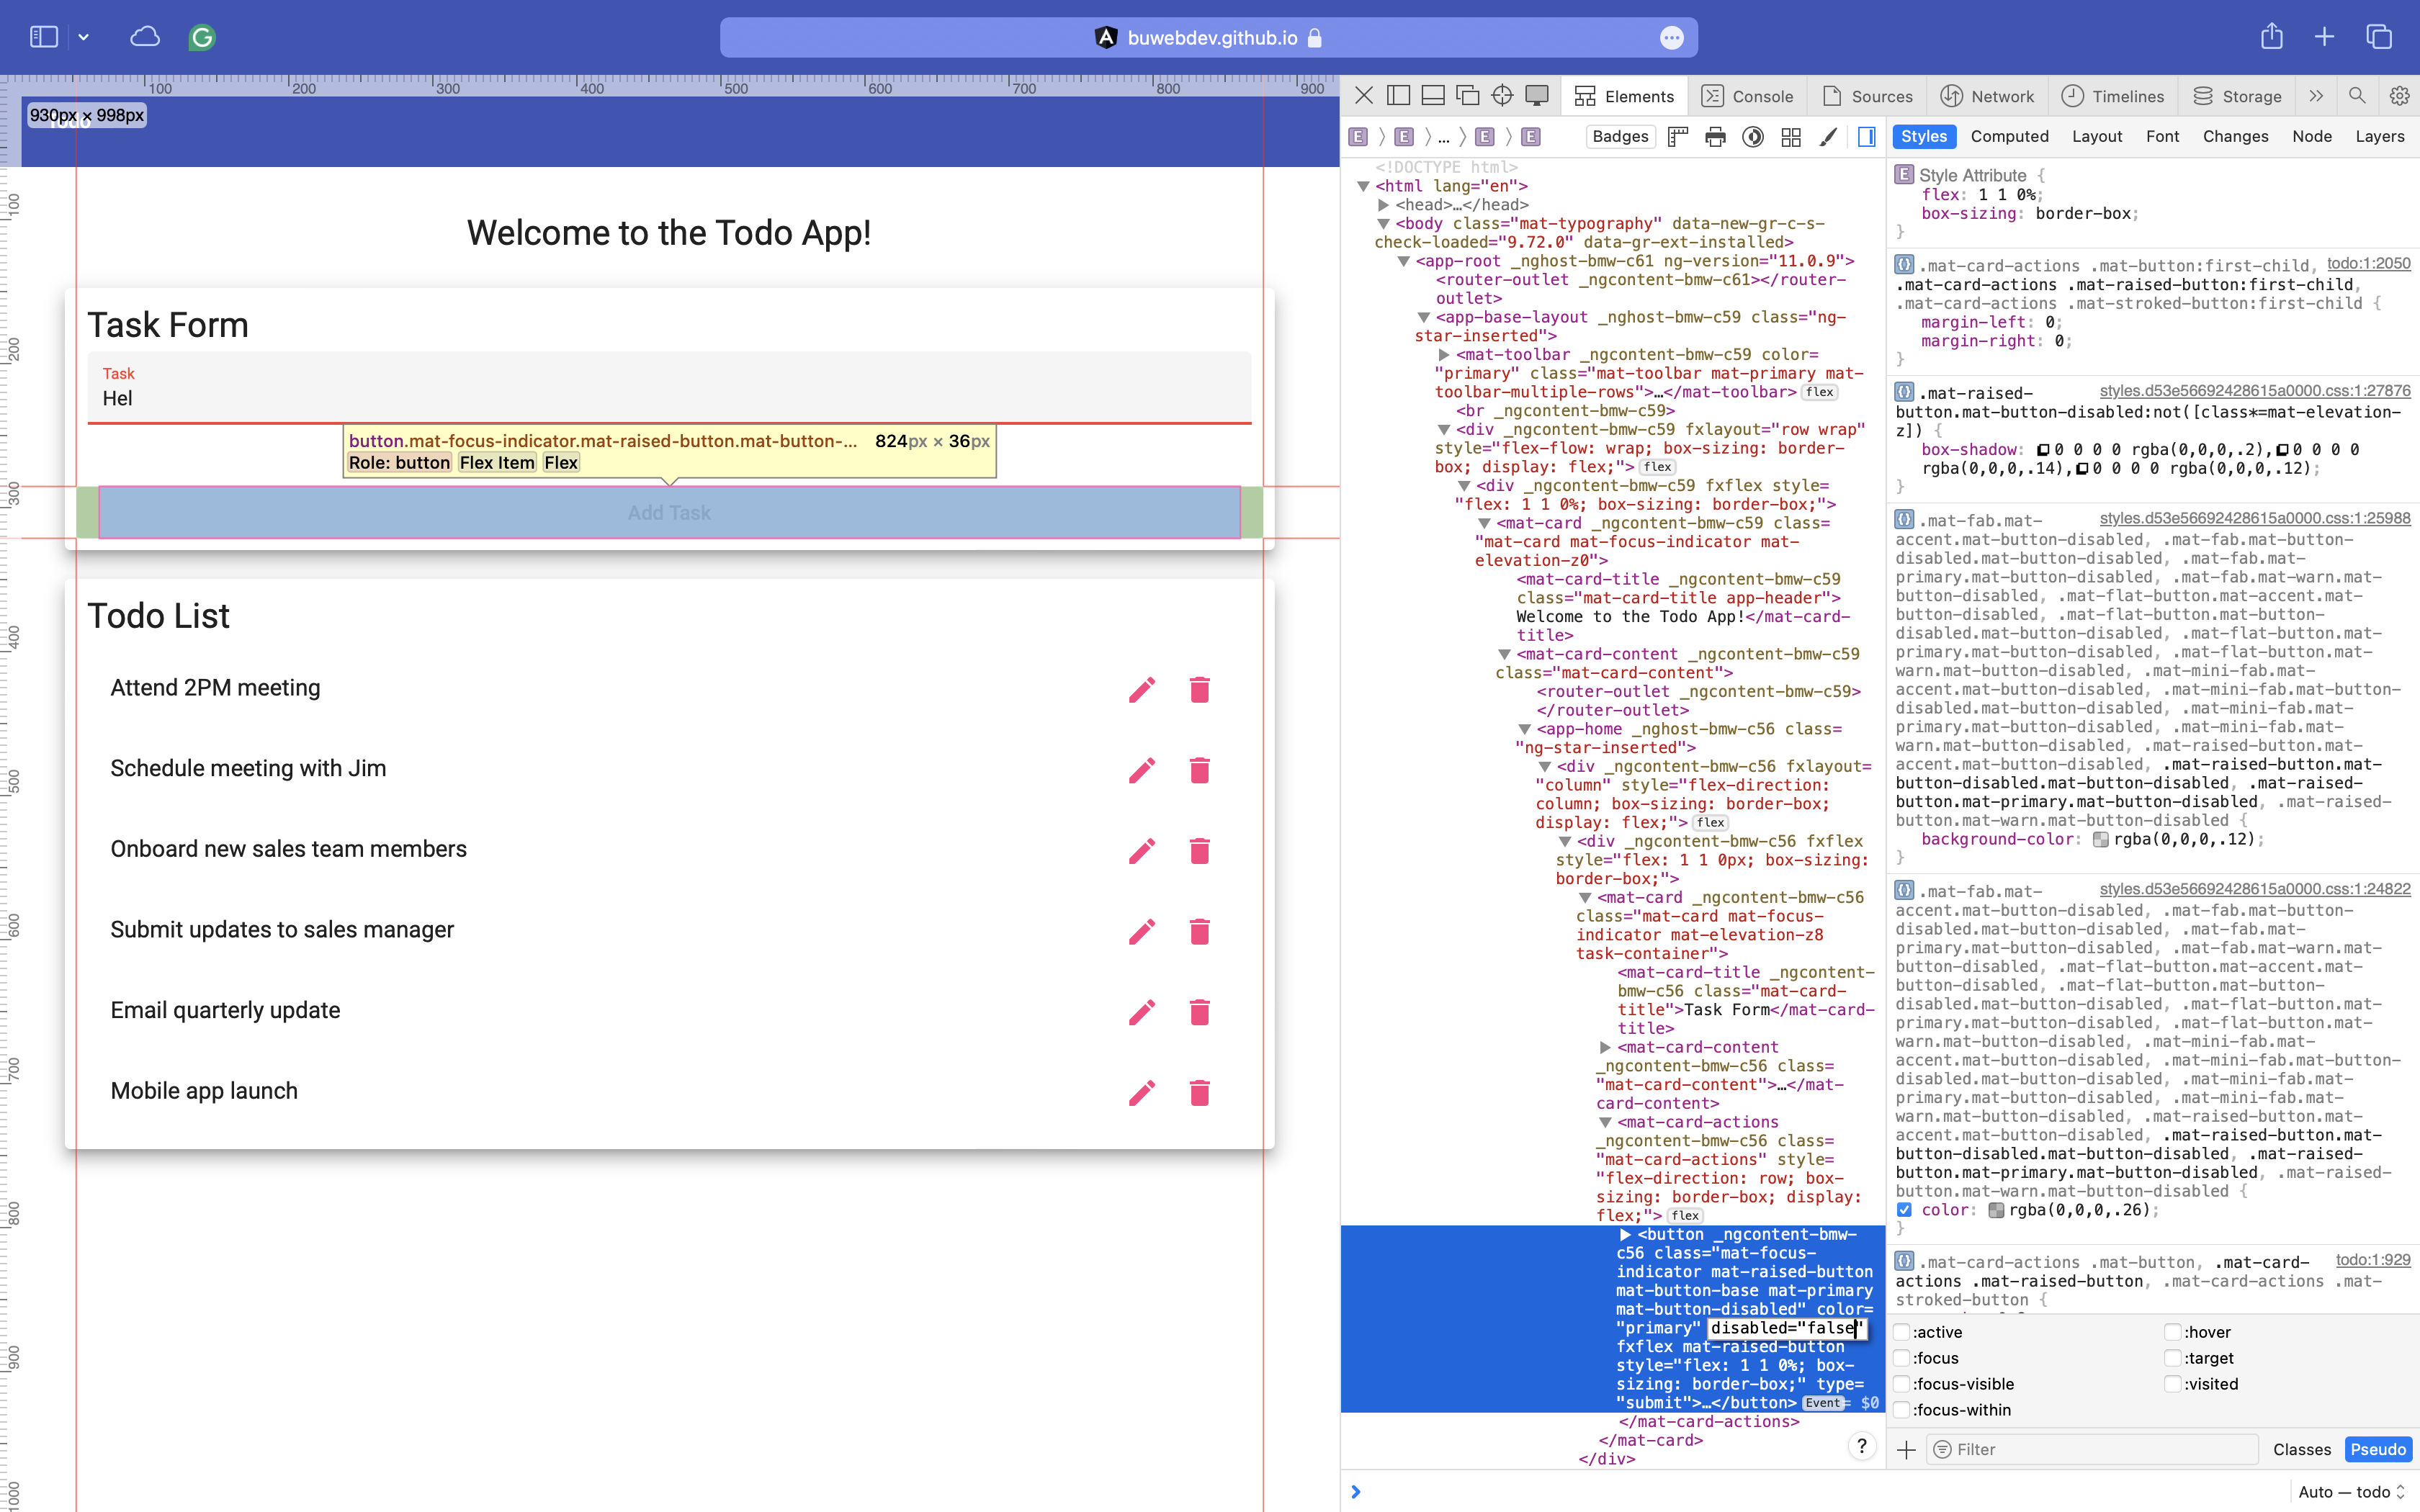 buwebdev.github.io
100 200 300 400 500 600 700 800 900
930px × 998px
Todo
Welcome to the Todo App!
Task Form
Task
Hel
button.mat-focus-indicator.mat-raised-button.mat-button-… 824px × 36px
Role: button Flex Item Flex
Add Task
Todo List
Attend 2PM meeting
Schedule meeting with Jim
Onboard new sales team members
Submit updates to sales manager
Email quarterly update
Mobile app launch
100
200
300
400
500
600
700
800
900
1000
Elements Console Sources Network Timelines Storage
E E … E E Badges
<!DOCTYPE html>
<html lang="en">
<head>…</head>
<body class="mat-typography" data-new-gr-c-s-
check-loaded="9.72.0" data-gr-ext-installed>
<app-root _nghost-bmw-c61 ng-version="11.0.9">
<router-outlet _ngcontent-bmw-c61></router-
outlet>
<app-base-layout _nghost-bmw-c59 class="ng-
star-inserted">
<mat-toolbar _ngcontent-bmw-c59 color=
"primary" class="mat-toolbar mat-primary mat-
toolbar-multiple-rows">…</mat-toolbar> flex
<br _ngcontent-bmw-c59>
<div _ngcontent-bmw-c59 fxlayout="row wrap"
style="flex-flow: wrap; box-sizing: border-
box; display: flex;"> flex
<div _ngcontent-bmw-c59 fxflex style=
"flex: 1 1 0%; box-sizing: border-box;">
<mat-card _ngcontent-bmw-c59 class=
"mat-card mat-focus-indicator mat-
elevation-z0">
<mat-card-title _ngcontent-bmw-c59
class="mat-card-title app-header">
Welcome to the Todo App!</mat-card-
title>
<mat-card-content _ngcontent-bmw-c59
class="mat-card-content">
<router-outlet _ngcontent-bmw-c59>
</router-outlet>
<app-home _nghost-bmw-c56 class=
"ng-star-inserted">
<div _ngcontent-bmw-c56 fxlayout=
"column" style="flex-direction:
column; box-sizing: border-box;
display: flex;"> flex
<div _ngcontent-bmw-c56 fxflex
style="flex: 1 1 0px; box-sizing:
border-box;">
<mat-card _ngcontent-bmw-c56
class="mat-card mat-focus-
indicator mat-elevation-z8
task-container">
<mat-card-title _ngcontent-
bmw-c56 class="mat-card-
title">Task Form</mat-card-
title>
<mat-card-content
_ngcontent-bmw-c56 class=
"mat-card-content">…</mat-
card-content>
<mat-card-actions
_ngcontent-bmw-c56 class=
"mat-card-actions" style=
"flex-direction: row; box-
sizing: border-box; display:
flex;"> flex
<button _ngcontent-bmw-
c56 class="mat-focus-
indicator mat-raised-button
mat-button-base mat-primary
mat-button-disabled" color=
"primary" disabled="false"
fxflex mat-raised-button
style="flex: 1 1 0%; box-
sizing: border-box;" type=
"submit">…</button> Event = $0
</mat-card-actions>
</mat-card>
</div>
?
Styles Computed Layout Font Changes Node Layers
E Style Attribute {
flex: 1 1 0%;
box-sizing: border-box;
}
.mat-card-actions .mat-button:first-child, todo:1:2050
.mat-card-actions .mat-raised-button:first-child,
.mat-card-actions .mat-stroked-button:first-child {
margin-left: 0;
margin-right: 0;
}
.mat-raised- styles.d53e56692428615a0000.css:1:27876
button.mat-button-disabled:not([class*=mat-elevation-
z]) {
box-shadow: 0 0 0 0 rgba(0,0,0,.2), 0 0 0 0
rgba(0,0,0,.14), 0 0 0 0 rgba(0,0,0,.12);
}
.mat-fab.mat- styles.d53e56692428615a0000.css:1:25988
accent.mat-button-disabled, .mat-fab.mat-button-
disabled.mat-button-disabled, .mat-fab.mat-
primary.mat-button-disabled, .mat-fab.mat-warn.mat-
button-disabled, .mat-flat-button.mat-accent.mat-
button-disabled, .mat-flat-button.mat-button-
disabled.mat-button-disabled, .mat-flat-button.mat-
primary.mat-button-disabled, .mat-flat-button.mat-
warn.mat-button-disabled, .mat-mini-fab.mat-
accent.mat-button-disabled, .mat-mini-fab.mat-button-
disabled.mat-button-disabled, .mat-mini-fab.mat-
primary.mat-button-disabled, .mat-mini-fab.mat-
warn.mat-button-disabled, .mat-raised-button.mat-
accent.mat-button-disabled, .mat-raised-button.mat-
button-disabled.mat-button-disabled, .mat-raised-
button.mat-primary.mat-button-disabled, .mat-raised-
button.mat-warn.mat-button-disabled {
background-color: rgba(0,0,0,.12);
}
.mat-fab.mat- styles.d53e56692428615a0000.css:1:24822
accent.mat-button-disabled, .mat-fab.mat-button-
disabled.mat-button-disabled, .mat-fab.mat-
primary.mat-button-disabled, .mat-fab.mat-warn.mat-
button-disabled, .mat-flat-button.mat-accent.mat-
button-disabled, .mat-flat-button.mat-button-
disabled.mat-button-disabled, .mat-flat-button.mat-
primary.mat-button-disabled, .mat-flat-button.mat-
warn.mat-button-disabled, .mat-mini-fab.mat-
accent.mat-button-disabled, .mat-mini-fab.mat-button-
disabled.mat-button-disabled, .mat-mini-fab.mat-
primary.mat-button-disabled, .mat-mini-fab.mat-
warn.mat-button-disabled, .mat-raised-button.mat-
accent.mat-button-disabled, .mat-raised-button.mat-
button-disabled.mat-button-disabled, .mat-raised-
button.mat-primary.mat-button-disabled, .mat-raised-
button.mat-warn.mat-button-disabled {
color: rgba(0,0,0,.26);
}
.mat-card-actions .mat-button, .mat-card- todo:1:929
actions .mat-raised-button, .mat-card-actions .mat-
stroked-button {
:active :hover
:focus :target
:focus-visible :visited
:focus-within
Filter Classes Pseudo
Auto — todo